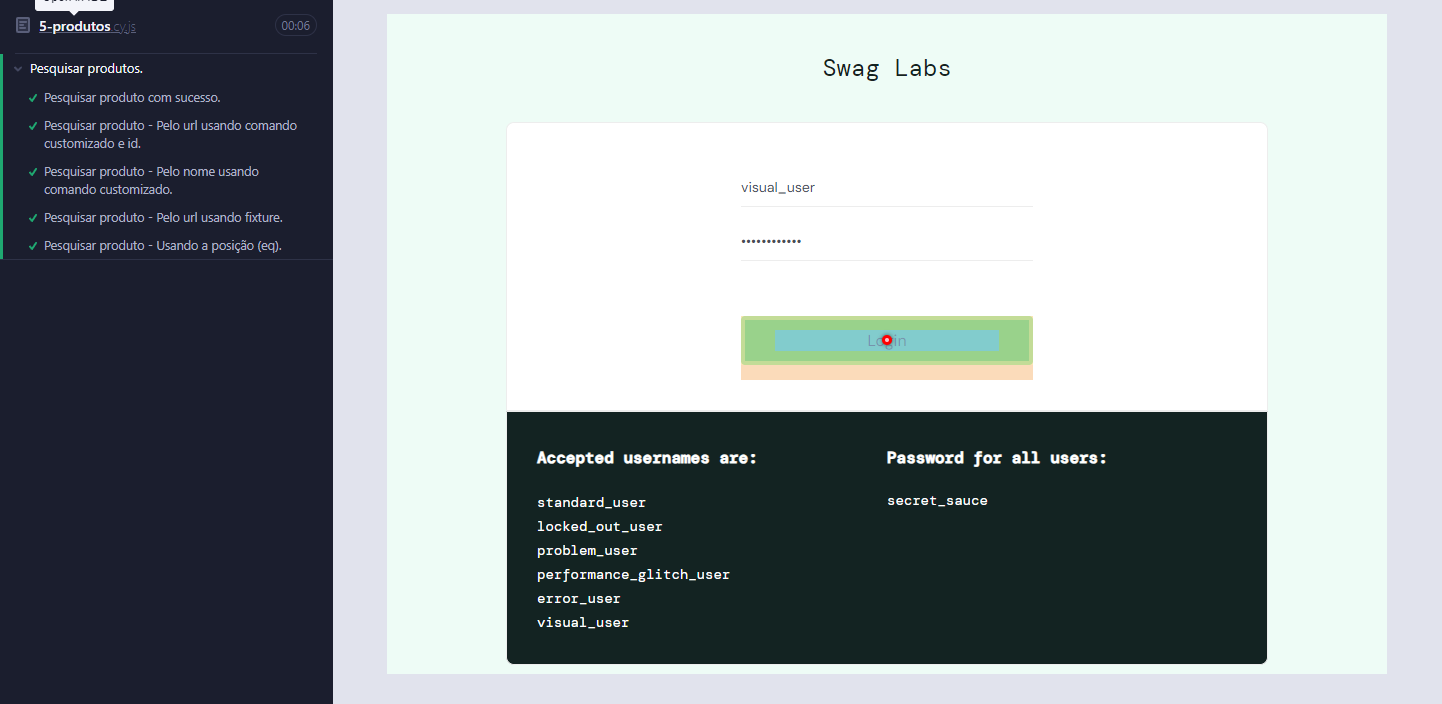 5-produtos.cy.js
00:06
Pesquisar produtos.
Pesquisar produto com sucesso.
Pesquisar produto - Pelo url usando comando
customizado e id.
Pesquisar produto - Pelo nome usando
comando customizado.
Pesquisar produto - Pelo url usando fixture.
Pesquisar produto - Usando a posição (eq).
Swag Labs
visual_user
••••••••••••
Login
Accepted usernames are:
standard_user
locked_out_user
problem_user
performance_glitch_user
error_user
visual_user
Password for all users:
secret_sauce